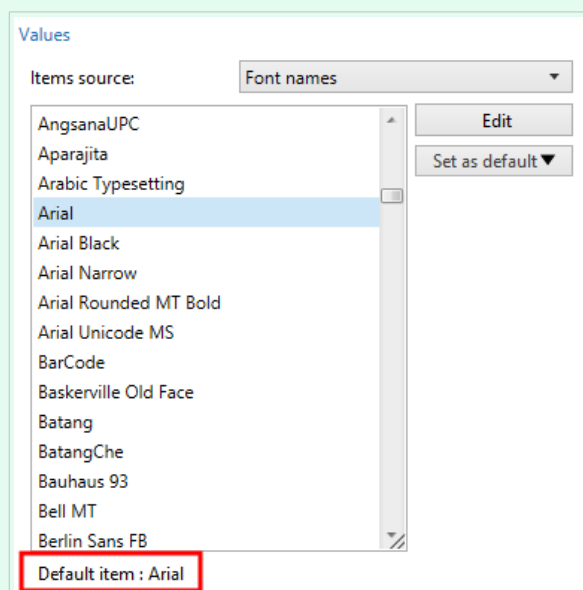 Values
Items source: Font names
AngsanaUPC
Edit
Aparajita
Set as default
Arabic Typesetting
Arial
Arial Black
Arial Narrow
Arial Rounded MT Bold
Arial Unicode MS
BarCode
Baskerville Old Face
Batang
BatangChe
Bauhaus 93
Bell MT
Berlin Sans FB
Default item : Arial